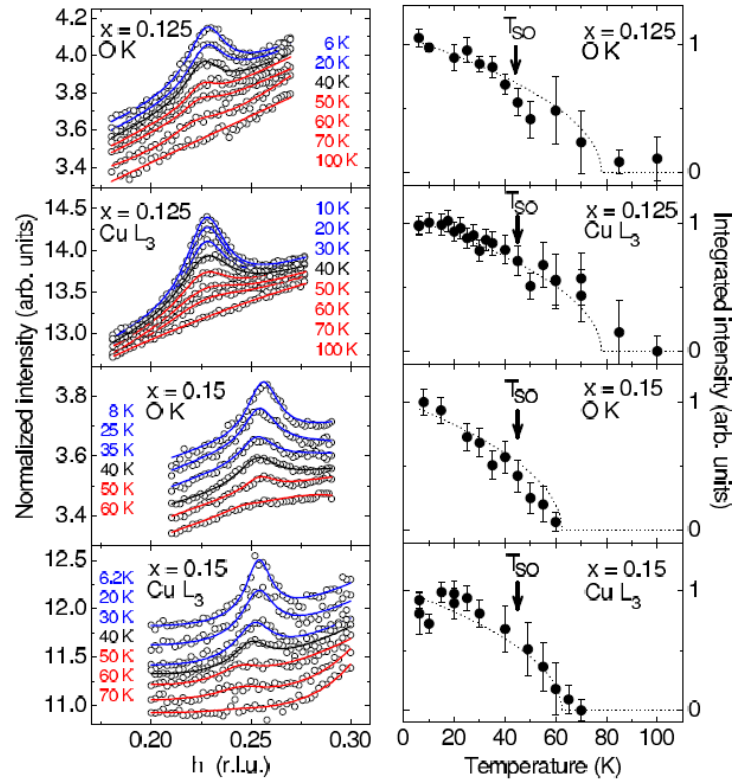 x = 0.125
O K
6 K
20 K
40 K
50 K
60 K
70 K
100 K
4.2
4.0
3.8
3.6
3.4
x = 0.125
Cu L3
10 K
20 K
30 K
40 K
50 K
60 K
70 K
100 K
14.5
14.0
13.5
13.0
x = 0.15
O K
8 K
25 K
35 K
40 K
50 K
60 K
3.8
3.6
3.4
x = 0.15
Cu L3
6.2K
20 K
30 K
40 K
50 K
60 K
70 K
12.5
12.0
11.5
11.0
0.20
0.25
0.30
h (r.l.u.)
Normalized intensity (arb. units)
TSO
x = 0.125
O K
1
0
TSO
x = 0.125
Cu L3
1
0
TSO
x = 0.15
O K
1
0
TSO
x = 0.15
Cu L3
1
0
0
20
40
60
80
100
Temperature (K)
Integrated intensity (arb. units)